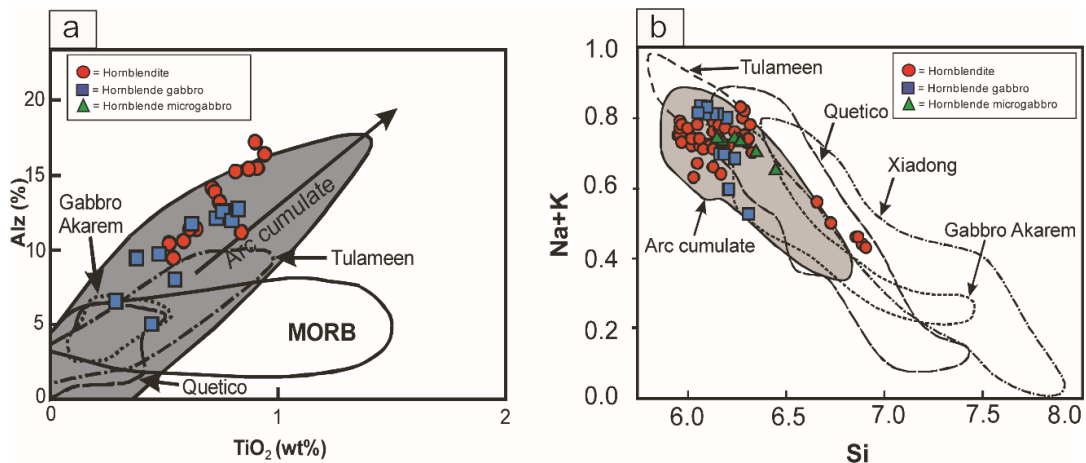 a
= Hornblendite
= Hornblende gabbro
= Hornblende microgabbro
Alz (%)
20
15
10
5
0
Gabbro
Akarem
Arc cumulate
Tulameen
MORB
Quetico
0
1
2
TiO2 (wt%)
b
= Hornblendite
= Hornblende gabbro
= Hornblende microgabbro
Na+K
1.0
0.8
0.6
0.4
0.2
0.0
Tulameen
Quetico
Xiadong
Gabbro Akarem
Arc cumulate
6.0
6.5
7.0
7.5
8.0
Si